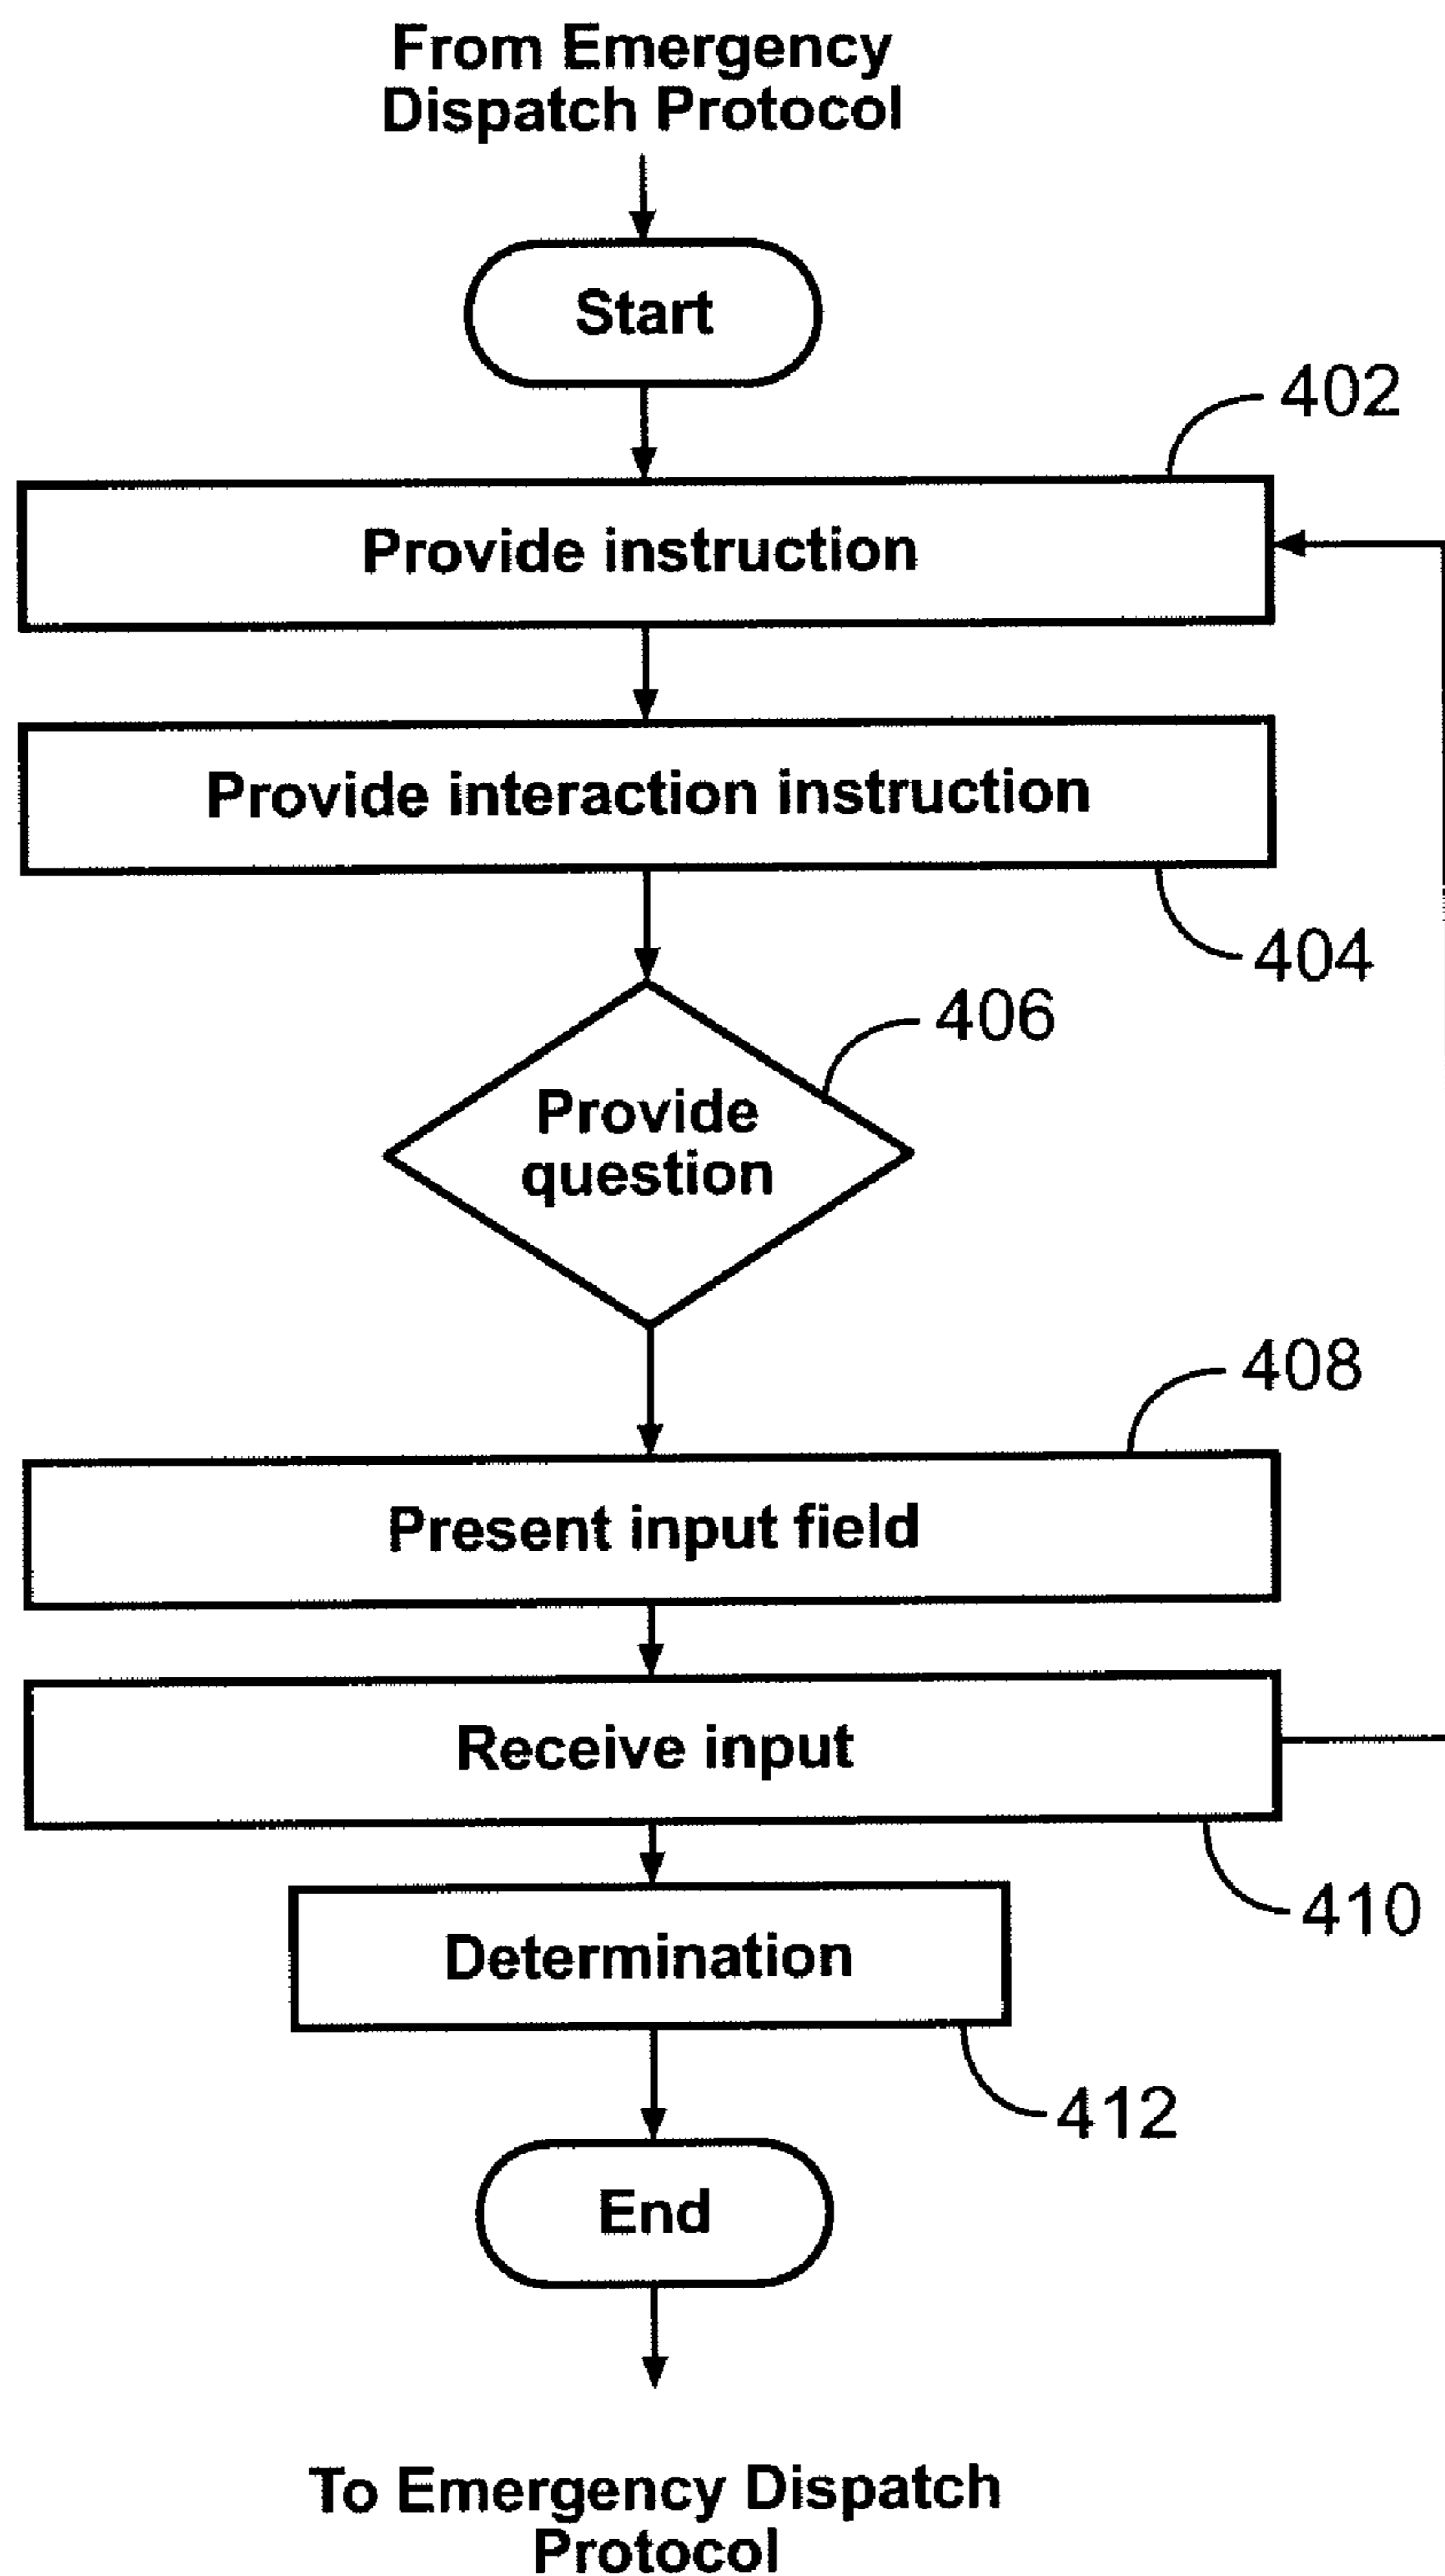 From Emergency
Dispatch Protocol
Start
402
Provide instruction
Provide interaction instruction
404
406
Provide
question
408
Present input field
Receive input
410
Determination
412
End
To Emergency Dispatch
Protocol